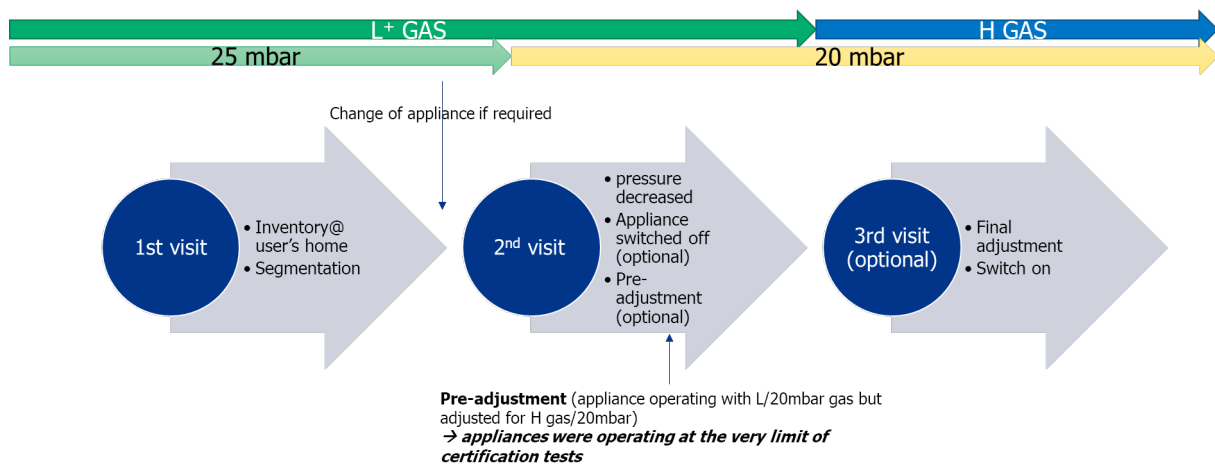 L+ GAS
H GAS
25 mbar
20 mbar
Change of appliance if required
1st visit
• Inventory@
user's home
• Segmentation
2nd visit
• pressure
decreased
• Appliance
switched off
(optional)
• Pre-
adjustment
(optional)
3rd visit
(optional)
• Final
adjustment
• Switch on
Pre-adjustment (appliance operating with L/20mbar gas but
adjusted for H gas/20mbar)
→ appliances were operating at the very limit of
certification tests